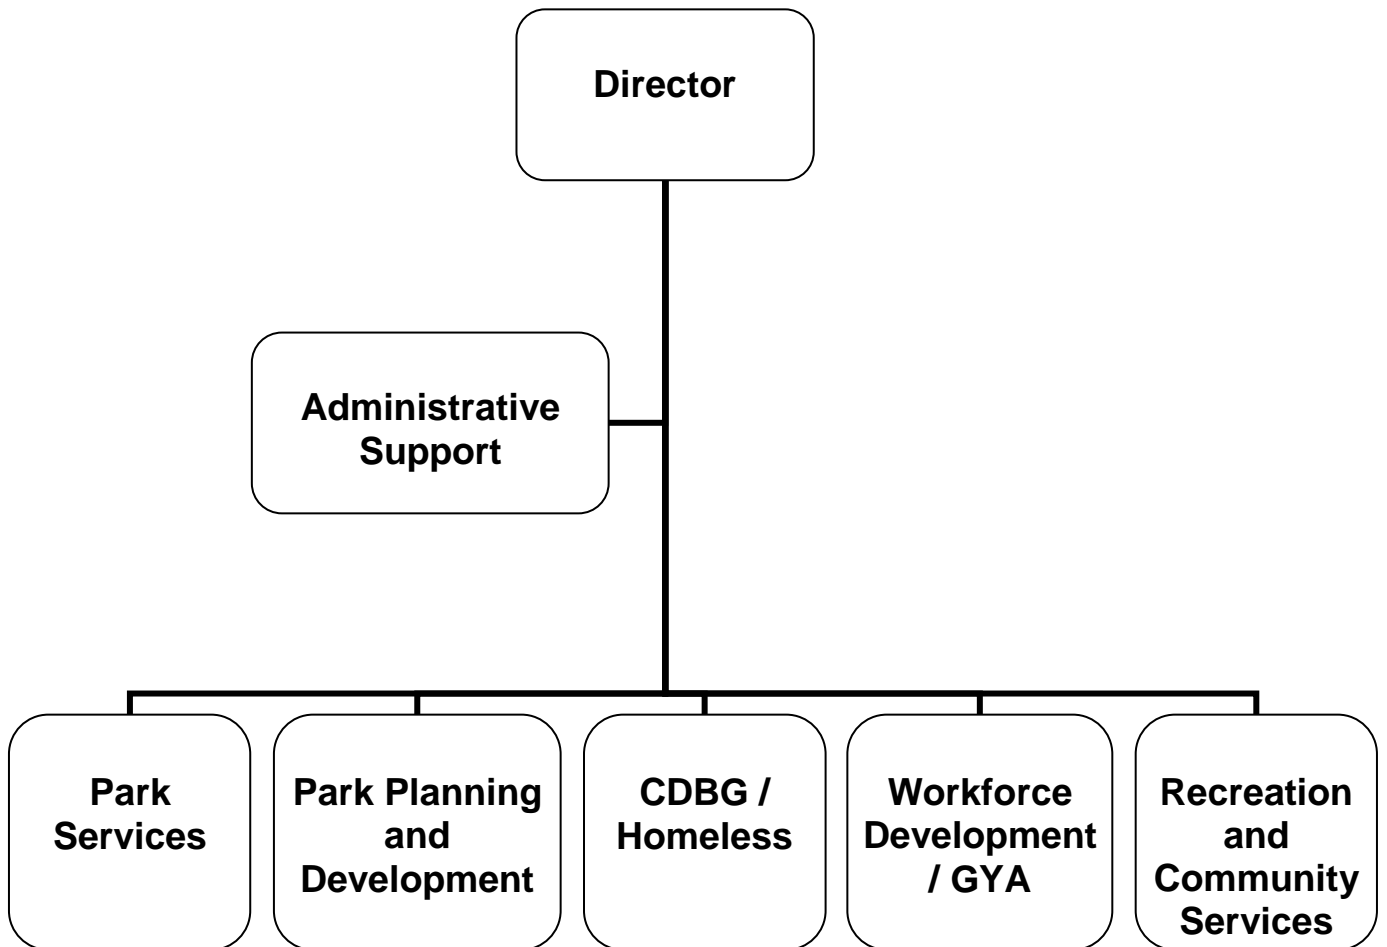 Director
Administrative
Support
Park
Services
Park Planning
and
Development
CDBG /
Homeless
Workforce
Development
/ GYA
Recreation
and
Community
Services